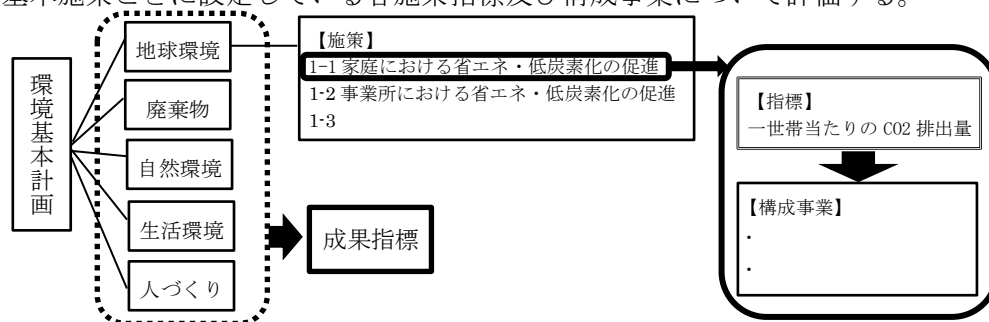 基本施策ごとに設定している各施策指標及び構成事業について評価する。
環境基本計画
地球環境
廃棄物
自然環境
生活環境
人づくり
成果指標
【施策】
1-1 家庭における省エネ・低炭素化の促進
1-2 事業所における省エネ・低炭素化の促進
1-3
【指標】
一世帯当たりの CO2 排出量
【構成事業】
・
・